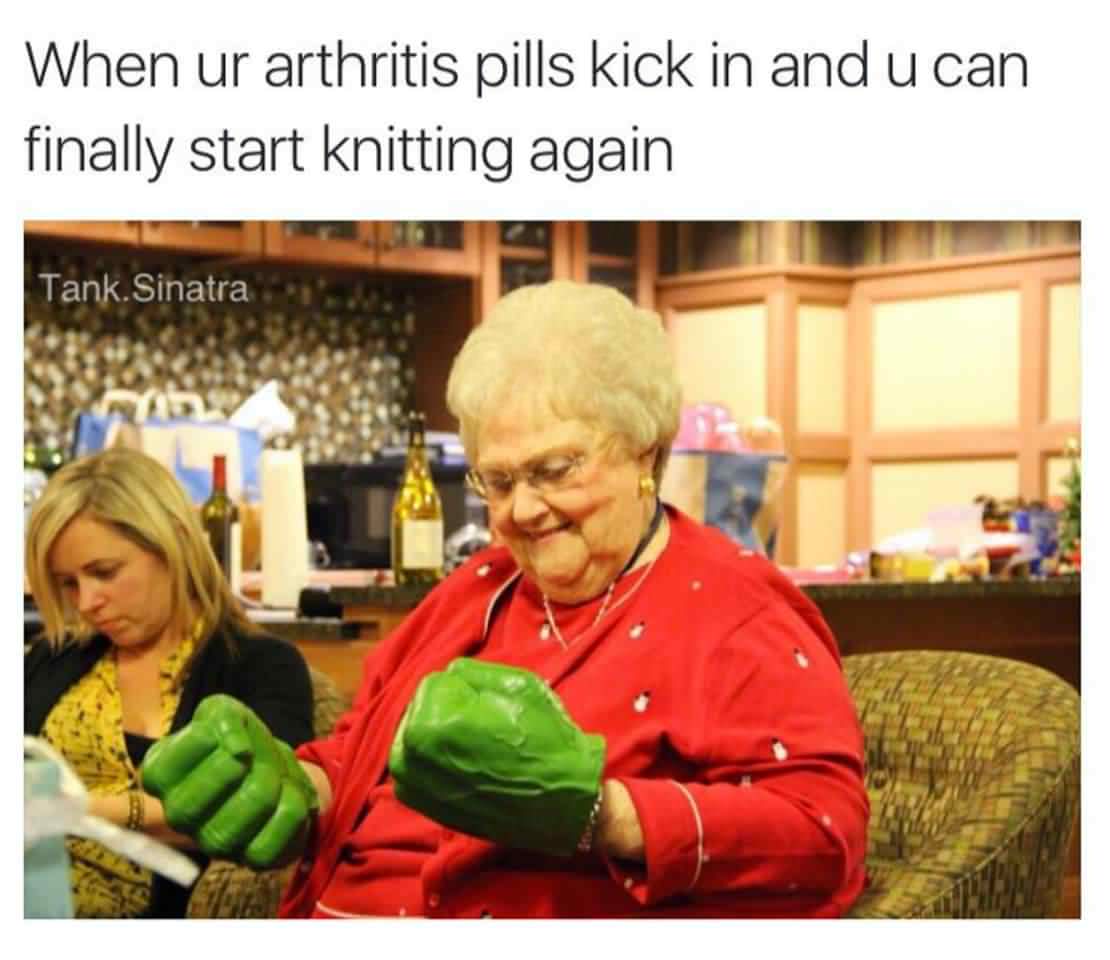 When ur arthritis pills kick in and u can
finally start knitting again
Tank.Sinatra